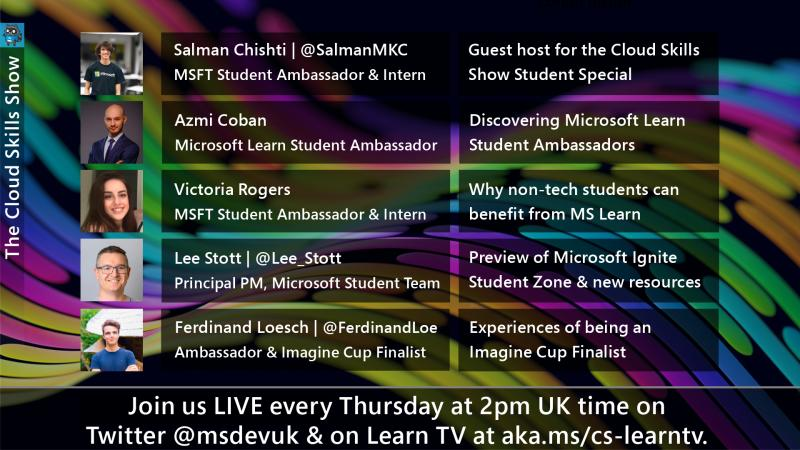 The Cloud Skills Show
Salman Chishti | @SalmanMKC
MSFT Student Ambassador & Intern
Guest host for the Cloud Skills
Show Student Special
Azmi Coban
Microsoft Learn Student Ambassador
Discovering Microsoft Learn
Student Ambassadors
Victoria Rogers
MSFT Student Ambassador & Intern
Why non-tech students can
benefit from MS Learn
Lee Stott | @Lee_Stott
Principal PM, Microsoft Student Team
Preview of Microsoft Ignite
Student Zone & new resources
Ferdinand Loesch | @FerdinandLoe
Ambassador & Imagine Cup Finalist
Experiences of being an
Imagine Cup Finalist
Join us LIVE every Thursday at 2pm UK time on
Twitter @msdevuk & on Learn TV at aka.ms/cs-learntv.